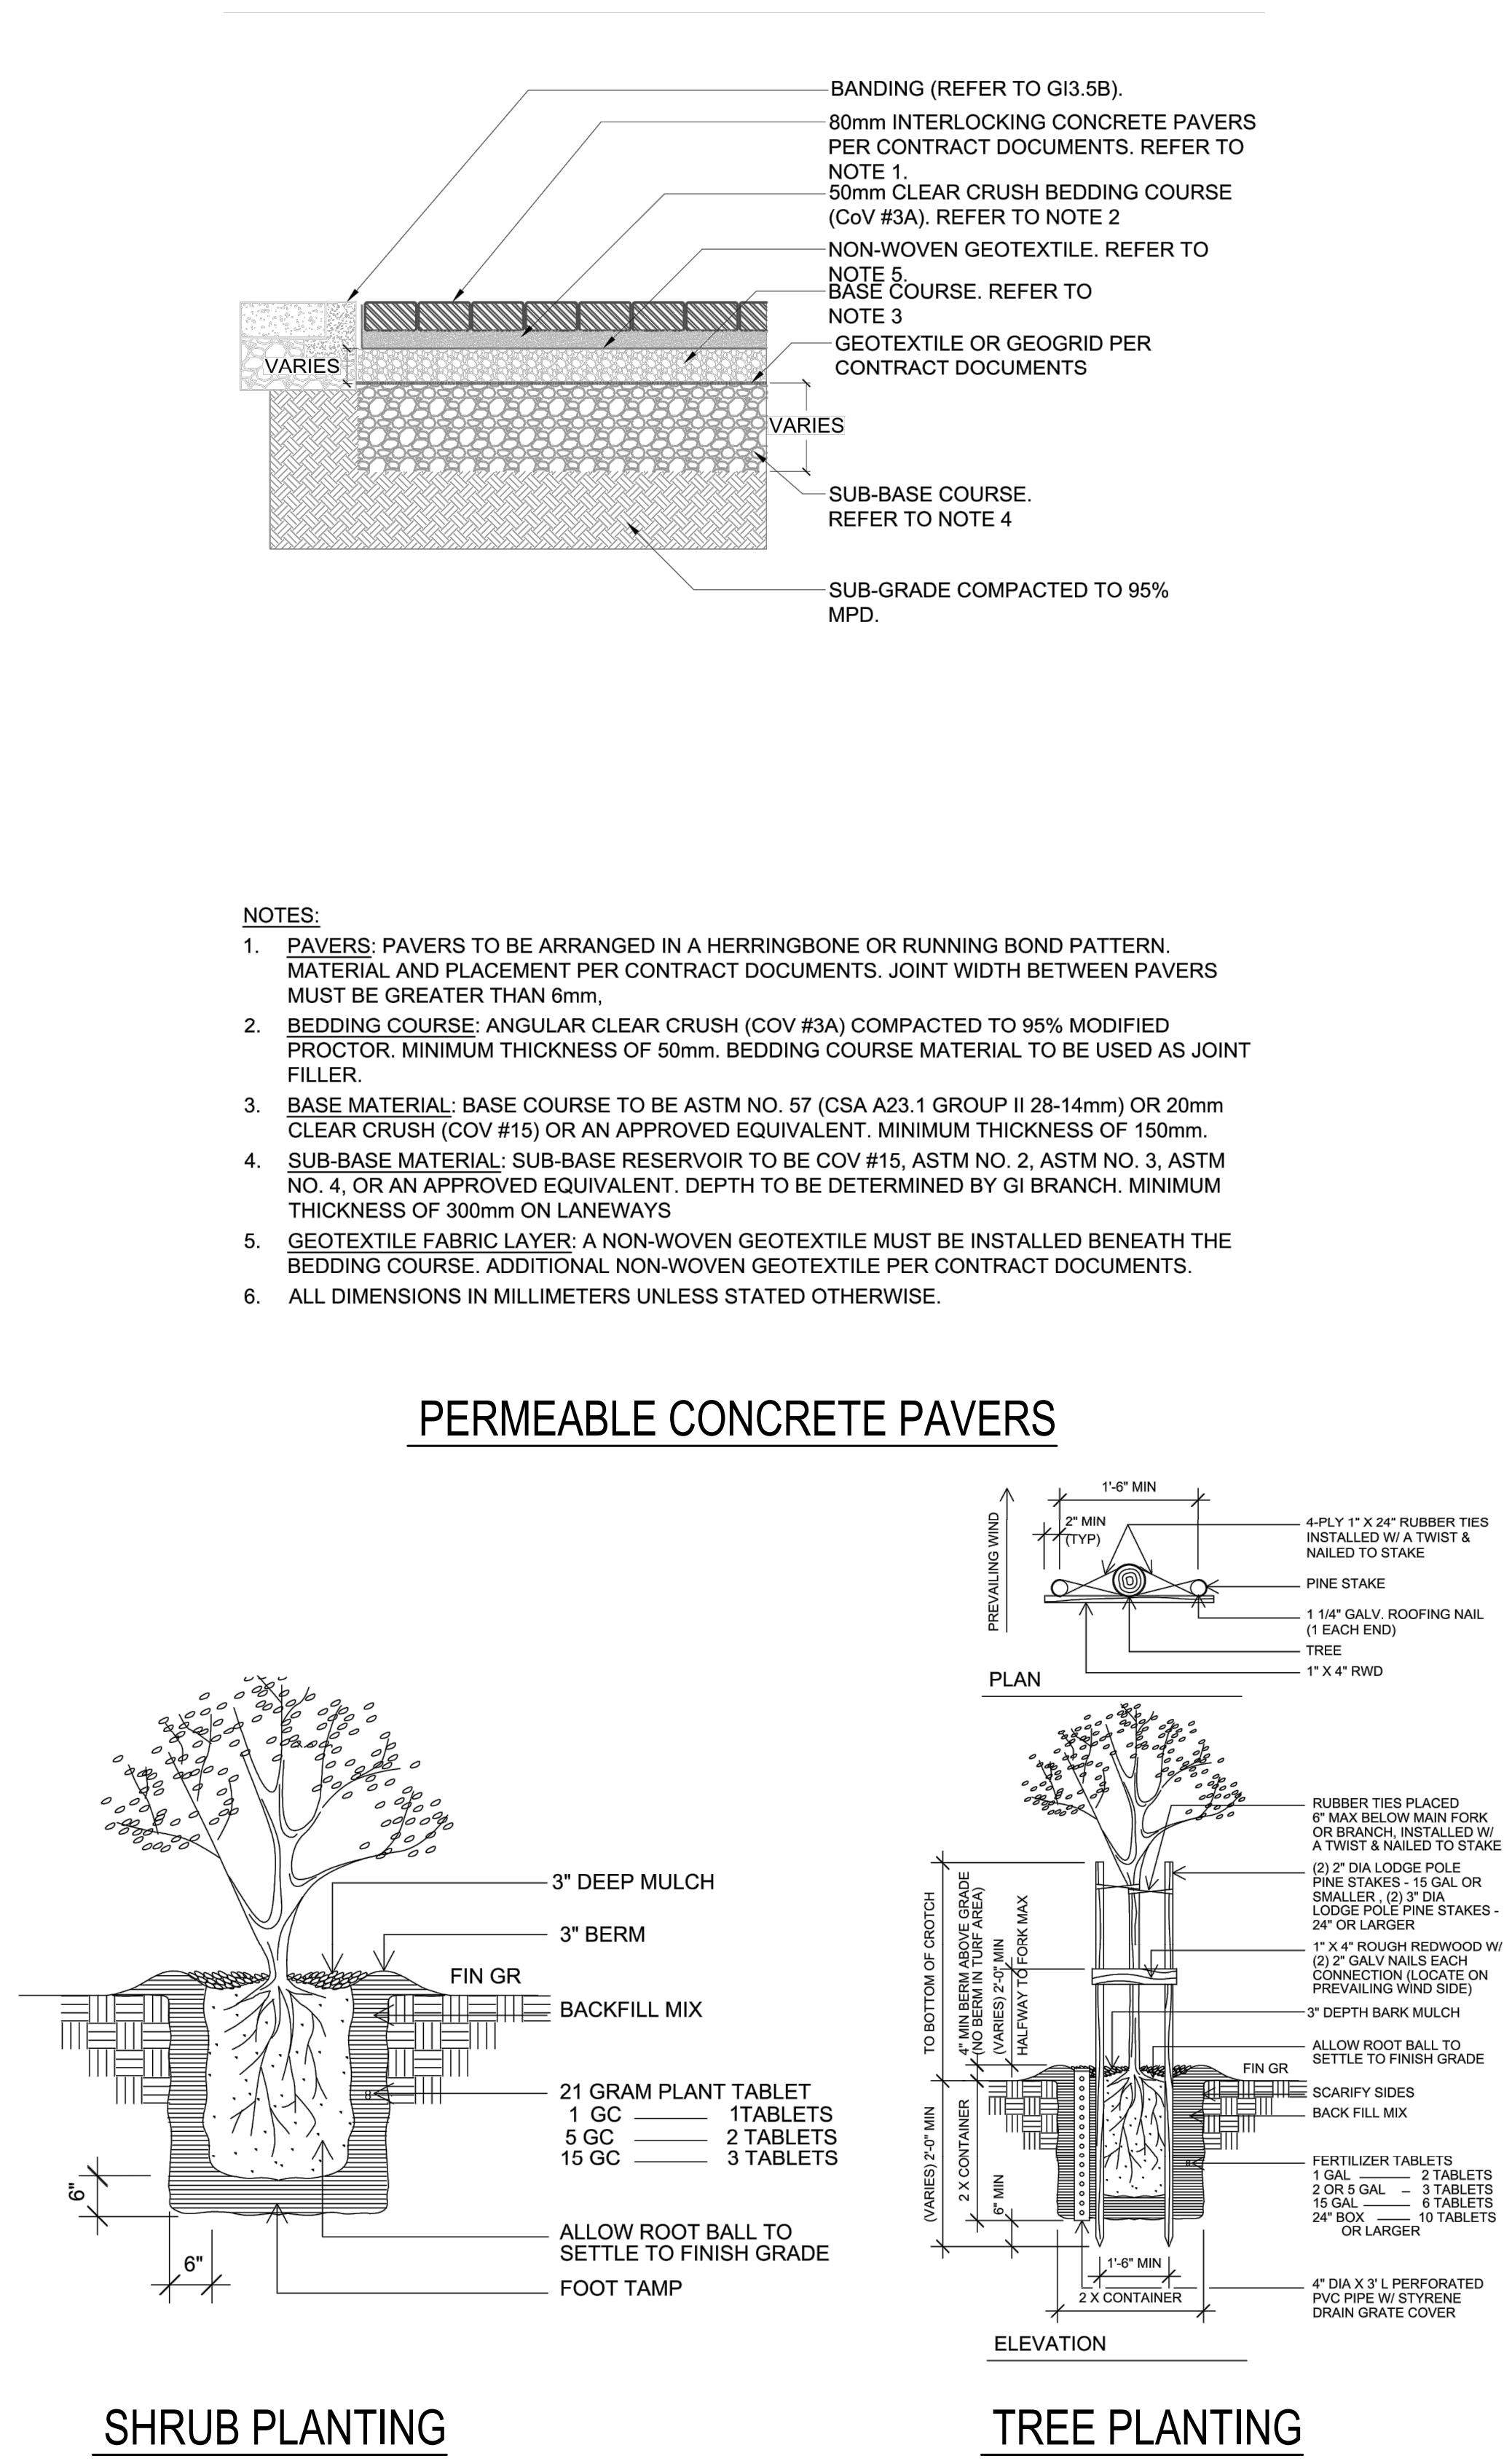 BANDING (REFER TO GI3.5B).
80mm INTERLOCKING CONCRETE PAVERS
PER CONTRACT DOCUMENTS. REFER TO
NOTE 1.
50mm CLEAR CRUSH BEDDING COURSE
(CoV #3A). REFER TO NOTE 2
NON-WOVEN GEOTEXTILE. REFER TO
NOTE 5.
BASE COURSE. REFER TO
NOTE 3
GEOTEXTILE OR GEOGRID PER
CONTRACT DOCUMENTS
VARIES
VARIES
SUB-BASE COURSE.
REFER TO NOTE 4
SUB-GRADE COMPACTED TO 95%
MPD.
NOTES:
1. PAVERS: PAVERS TO BE ARRANGED IN A HERRINGBONE OR RUNNING BOND PATTERN.
MATERIAL AND PLACEMENT PER CONTRACT DOCUMENTS. JOINT WIDTH BETWEEN PAVERS
MUST BE GREATER THAN 6mm,
2. BEDDING COURSE: ANGULAR CLEAR CRUSH (COV #3A) COMPACTED TO 95% MODIFIED
PROCTOR. MINIMUM THICKNESS OF 50mm. BEDDING COURSE MATERIAL TO BE USED AS JOINT
FILLER.
3. BASE MATERIAL: BASE COURSE TO BE ASTM NO. 57 (CSA A23.1 GROUP II 28-14mm) OR 20mm
CLEAR CRUSH (COV #15) OR AN APPROVED EQUIVALENT. MINIMUM THICKNESS OF 150mm.
4. SUB-BASE MATERIAL: SUB-BASE RESERVOIR TO BE COV #15, ASTM NO. 2, ASTM NO. 3, ASTM
NO. 4, OR AN APPROVED EQUIVALENT. DEPTH TO BE DETERMINED BY GI BRANCH. MINIMUM
THICKNESS OF 300mm ON LANEWAYS
5. GEOTEXTILE FABRIC LAYER: A NON-WOVEN GEOTEXTILE MUST BE INSTALLED BENEATH THE
BEDDING COURSE. ADDITIONAL NON-WOVEN GEOTEXTILE PER CONTRACT DOCUMENTS.
6. ALL DIMENSIONS IN MILLIMETERS UNLESS STATED OTHERWISE.
PERMEABLE CONCRETE PAVERS
3" DEEP MULCH
3" BERM
FIN GR
BACKFILL MIX
21 GRAM PLANT TABLET
1 GC 1TABLETS
5 GC 2 TABLETS
15 GC 3 TABLETS
6"
6"
ALLOW ROOT BALL TO
SETTLE TO FINISH GRADE
FOOT TAMP
SHRUB PLANTING
PREVAILING WIND
1'-6" MIN
2" MIN
(TYP)
4-PLY 1" X 24" RUBBER TIES
INSTALLED W/ A TWIST &
NAILED TO STAKE
PINE STAKE
1 1/4" GALV. ROOFING NAIL
(1 EACH END)
TREE
1" X 4" RWD
PLAN
RUBBER TIES PLACED
6" MAX BELOW MAIN FORK
OR BRANCH, INSTALLED W/
A TWIST & NAILED TO STAKE
(2) 2" DIA LODGE POLE
PINE STAKES - 15 GAL OR
SMALLER , (2) 3" DIA
LODGE POLE PINE STAKES -
24" OR LARGER
1" X 4" ROUGH REDWOOD W/
(2) 2" GALV NAILS EACH
CONNECTION (LOCATE ON
PREVAILING WIND SIDE)
3" DEPTH BARK MULCH
ALLOW ROOT BALL TO
SETTLE TO FINISH GRADE
FIN GR
SCARIFY SIDES
BACK FILL MIX
FERTILIZER TABLETS
1 GAL 2 TABLETS
2 OR 5 GAL – 3 TABLETS
15 GAL 6 TABLETS
24" BOX 10 TABLETS
OR LARGER
4" DIA X 3' L PERFORATED
PVC PIPE W/ STYRENE
DRAIN GRATE COVER
TO BOTTOM OF CROTCH
4" MIN BERM ABOVE GRADE
(NO BERM IN TURF AREA)
(VARIES) 2'-0" MIN
HALFWAY TO FORK MAX
(VARIES) 2'-0" MIN
2 X CONTAINER
6" MIN
1'-6" MIN
2 X CONTAINER
ELEVATION
TREE PLANTING